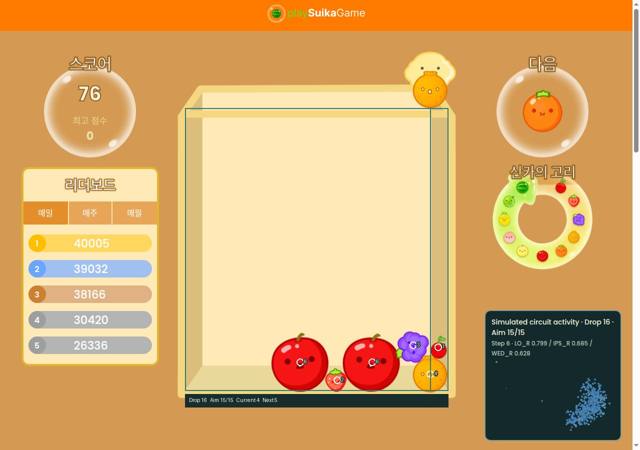 playSuikaGame
스코어
76
최고 점수
0
리더보드
매일 매주 매월
1 40005
2 39032
3 38166
4 30420
5 26336
다음
신카의 고리
Simulated circuit activity · Drop 16 ·
Aim 15/15
Step 6 · LO_R 0.799 / IPS_R 0.685 /
WED_R 0.628
Drop 16 Aim 15/15 Current 4 Next 5